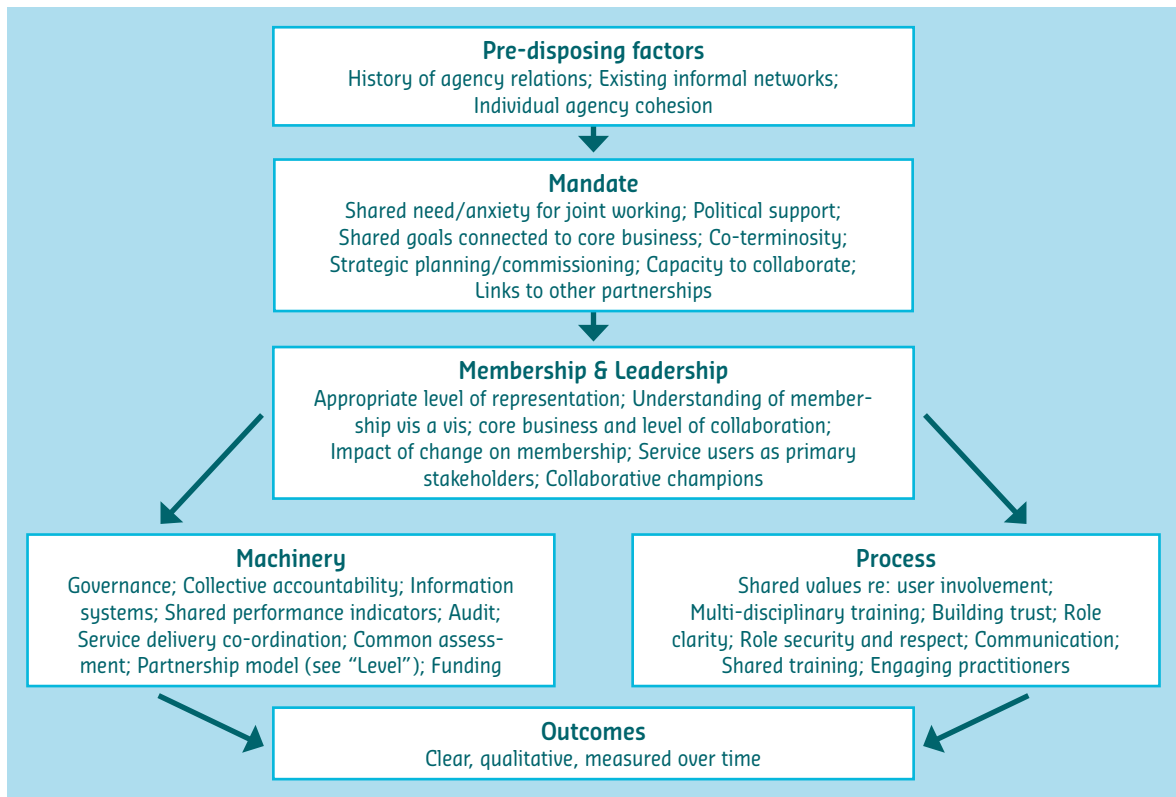 Pre-disposing factors
History of agency relations; Existing informal networks;
Individual agency cohesion
Mandate
Shared need/anxiety for joint working; Political support;
Shared goals connected to core business; Co-terminosity;
Strategic planning/commissioning; Capacity to collaborate;
Links to other partnerships
Membership & Leadership
Appropriate level of representation; Understanding of member-
ship vis a vis; core business and level of collaboration;
Impact of change on membership; Service users as primary
stakeholders; Collaborative champions
Machinery
Governance; Collective accountability; Information
systems; Shared performance indicators; Audit;
Service delivery co-ordination; Common assess-
ment; Partnership model (see “Level”); Funding
Process
Shared values re: user involvement;
Multi-disciplinary training; Building trust; Role
clarity; Role security and respect; Communication;
Shared training; Engaging practitioners
Outcomes
Clear, qualitative, measured over time